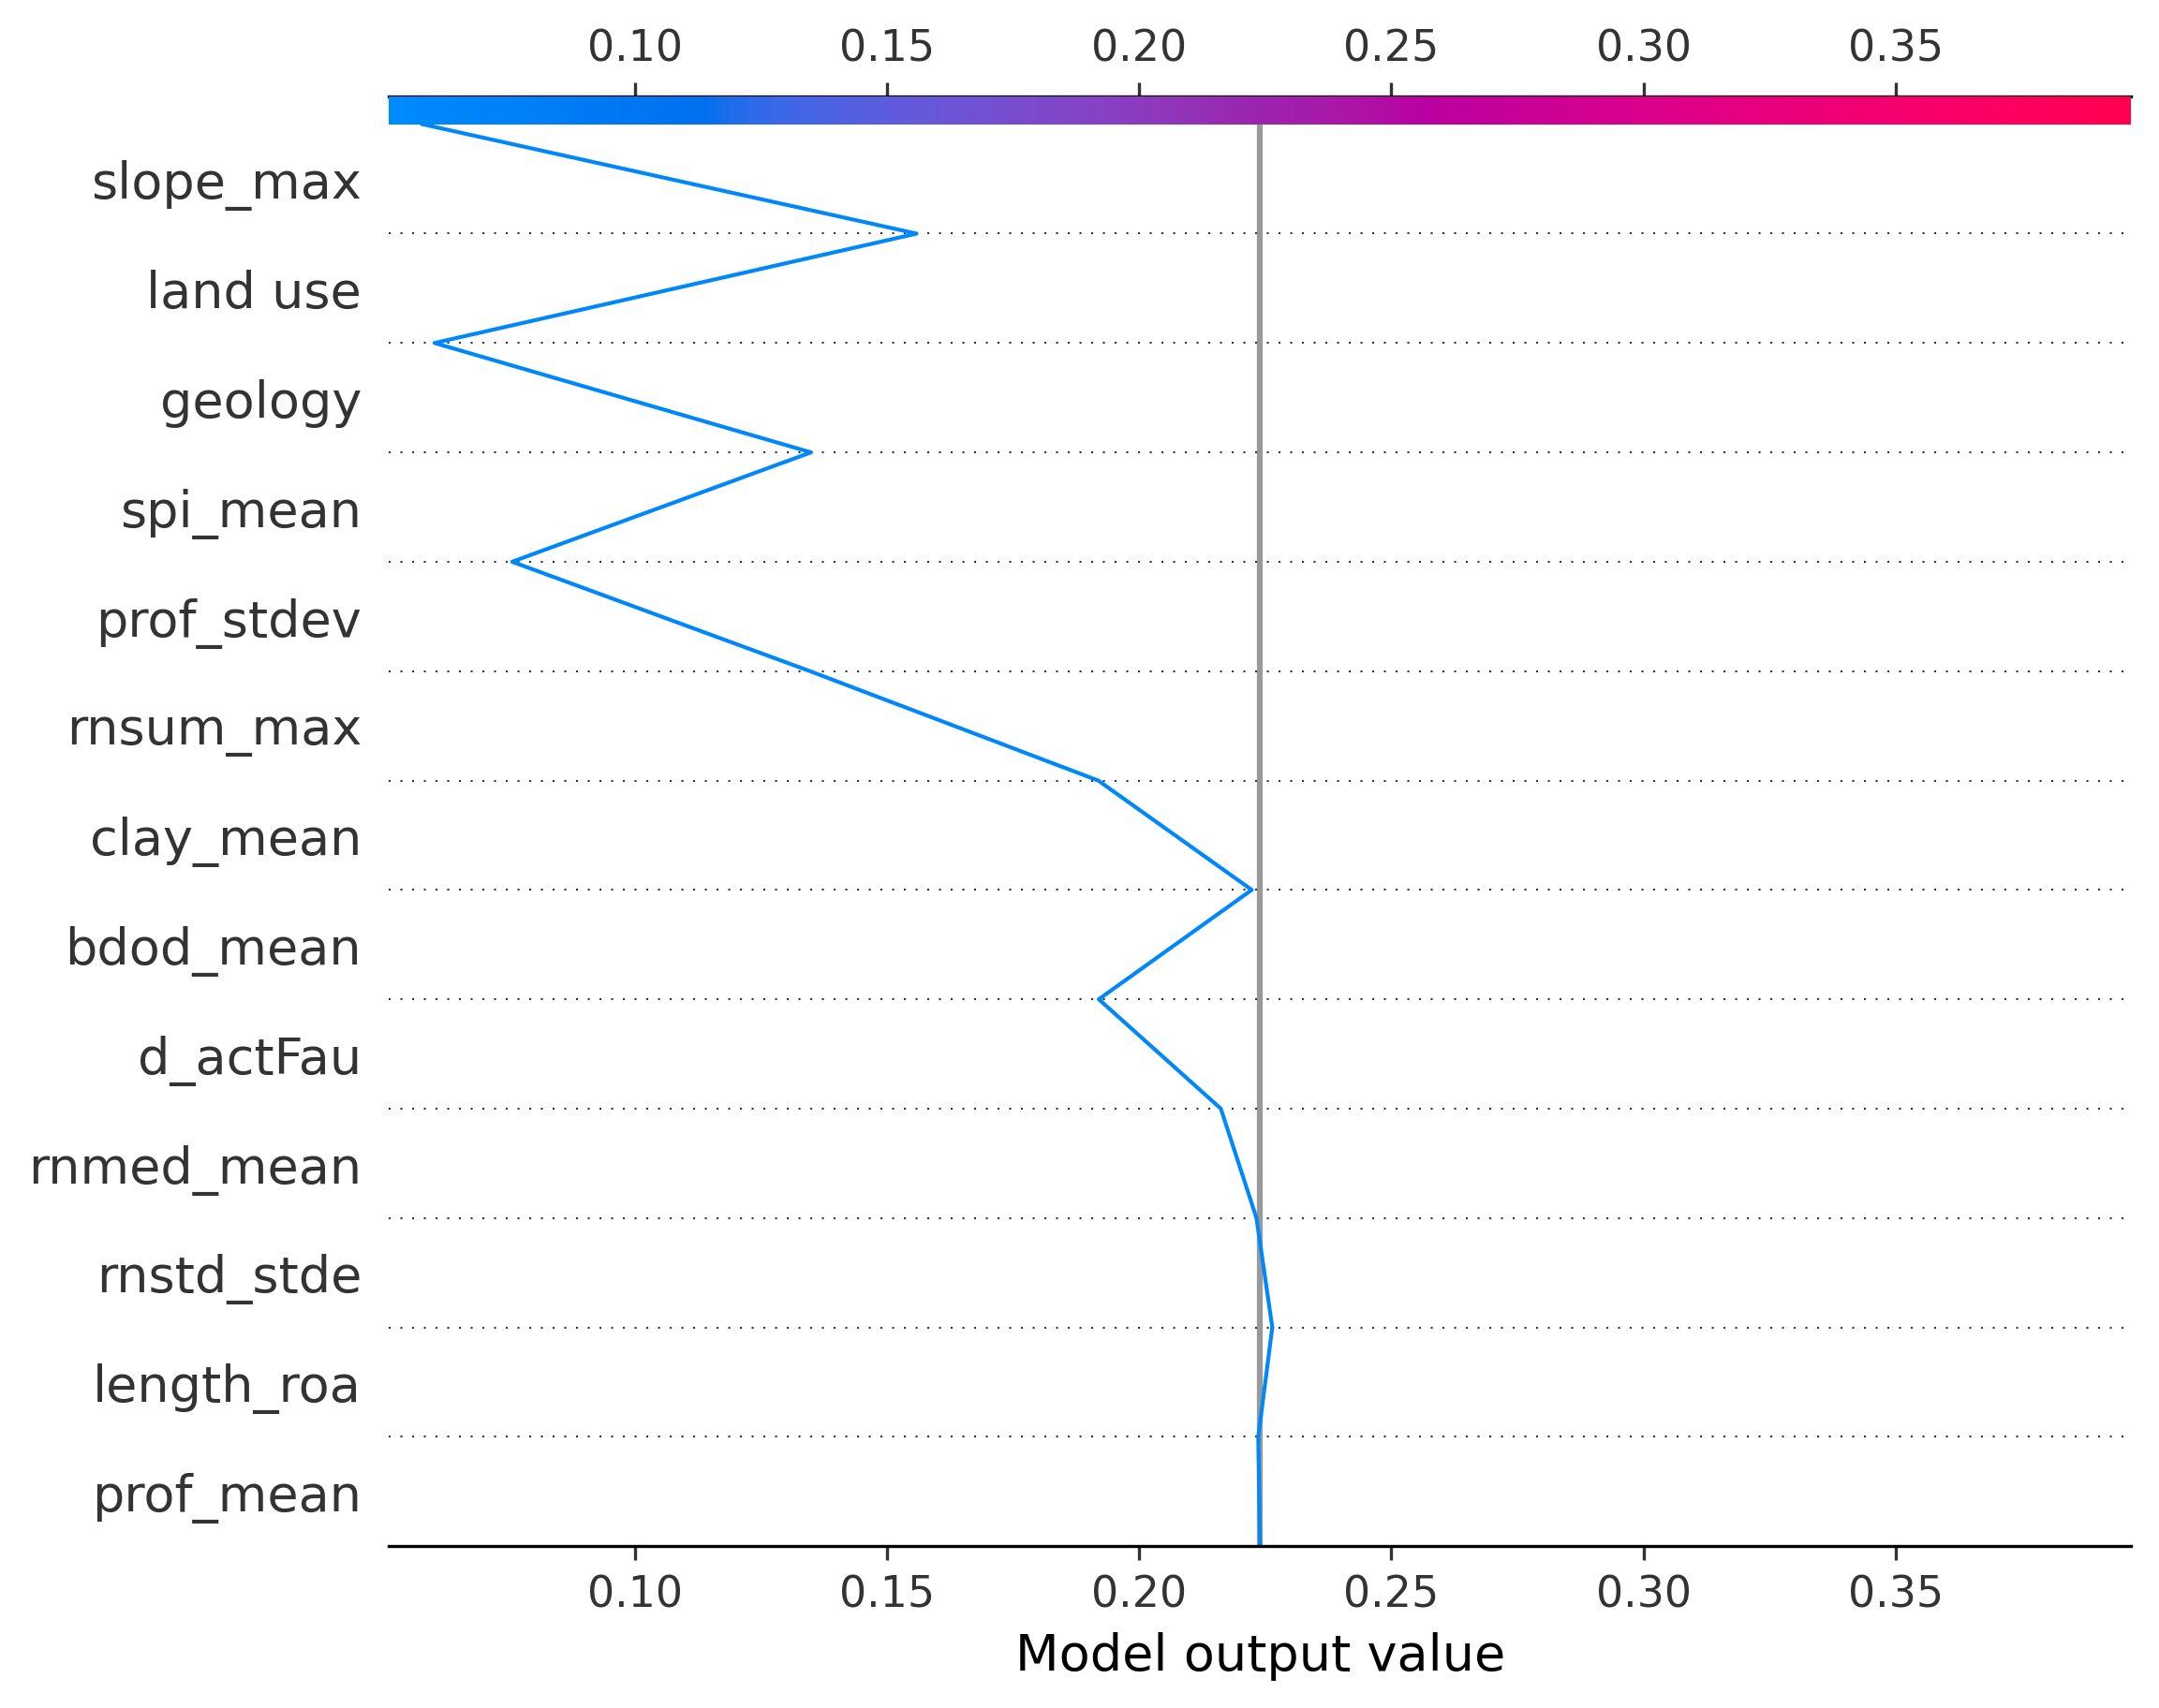 0.10 0.15 0.20 0.25 0.30 0.35
slope_max
land use
geology
spi_mean
prof_stdev
rnsum_max
clay_mean
bdod_mean
d_actFau
rnmed_mean
rnstd_stde
length_roa
prof_mean
0.10 0.15 0.20 0.25 0.30 0.35
Model output value